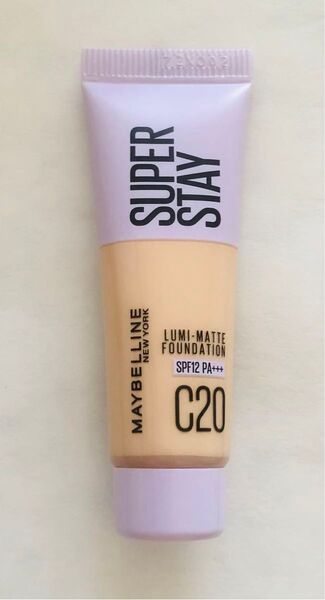 SUPER
STAY
MAYBELLINE
NEW YORK
LUMI-MATTE
FOUNDATION
SPF12 PA+++
C20